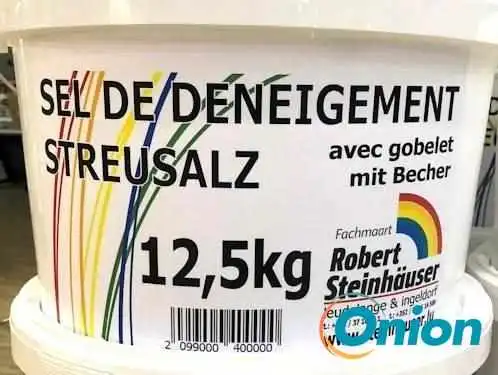 SEL DE DENEIGEMENT
STREUSALZ
avec gobelet
mit Becher
12,5kg
Fachmaart
Robert
Steinhäuser
& Ingeldorf
Onion
2 099000 400000